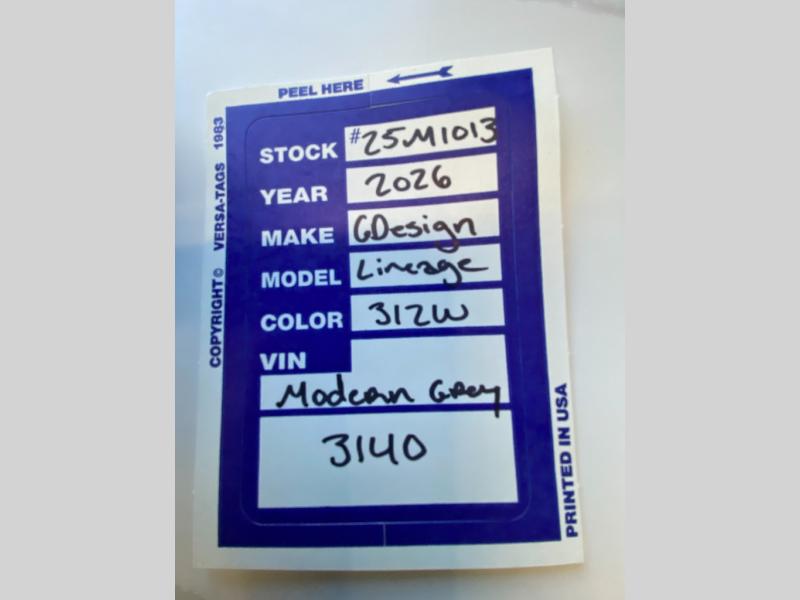 PEEL HERE
COPYRIGHT© VERSA-TAGS 1983
STOCK #25M1013
YEAR 2026
MAKE GDesign
MODEL Lineage
COLOR 312W
VIN
Modern Grey
3140
PRINTED IN USA